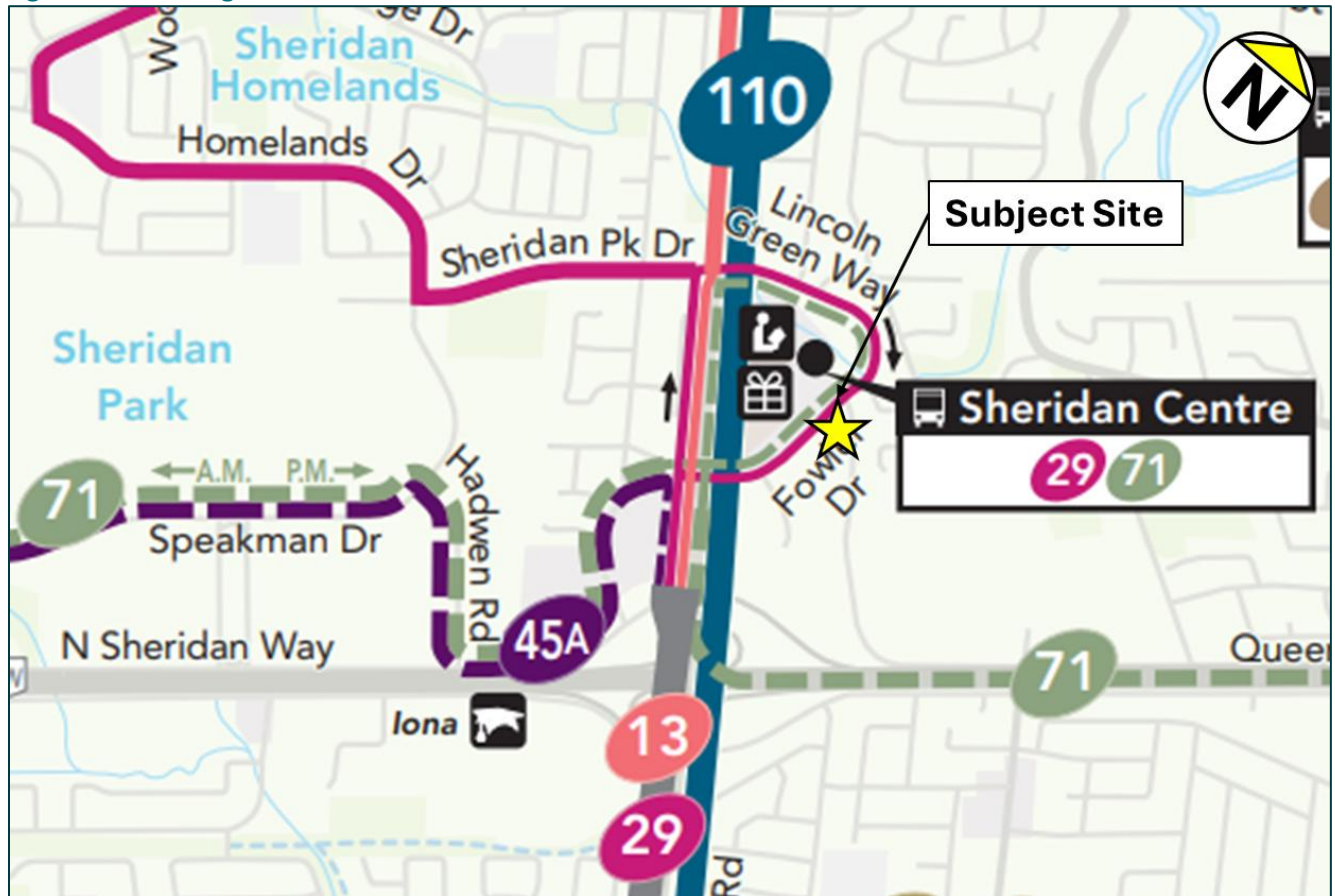 Sheridan
Homelands
110
N
Homelands Dr
Lincoln
Green Way
Subject Site
Sheridan Pk Dr
Sheridan
Park
Sheridan Centre
29 71
71
A.M. P.M.
Hadwen Rd
Dr
Speakman Dr
45A
N Sheridan Way
71
Iona
13
29
Rd